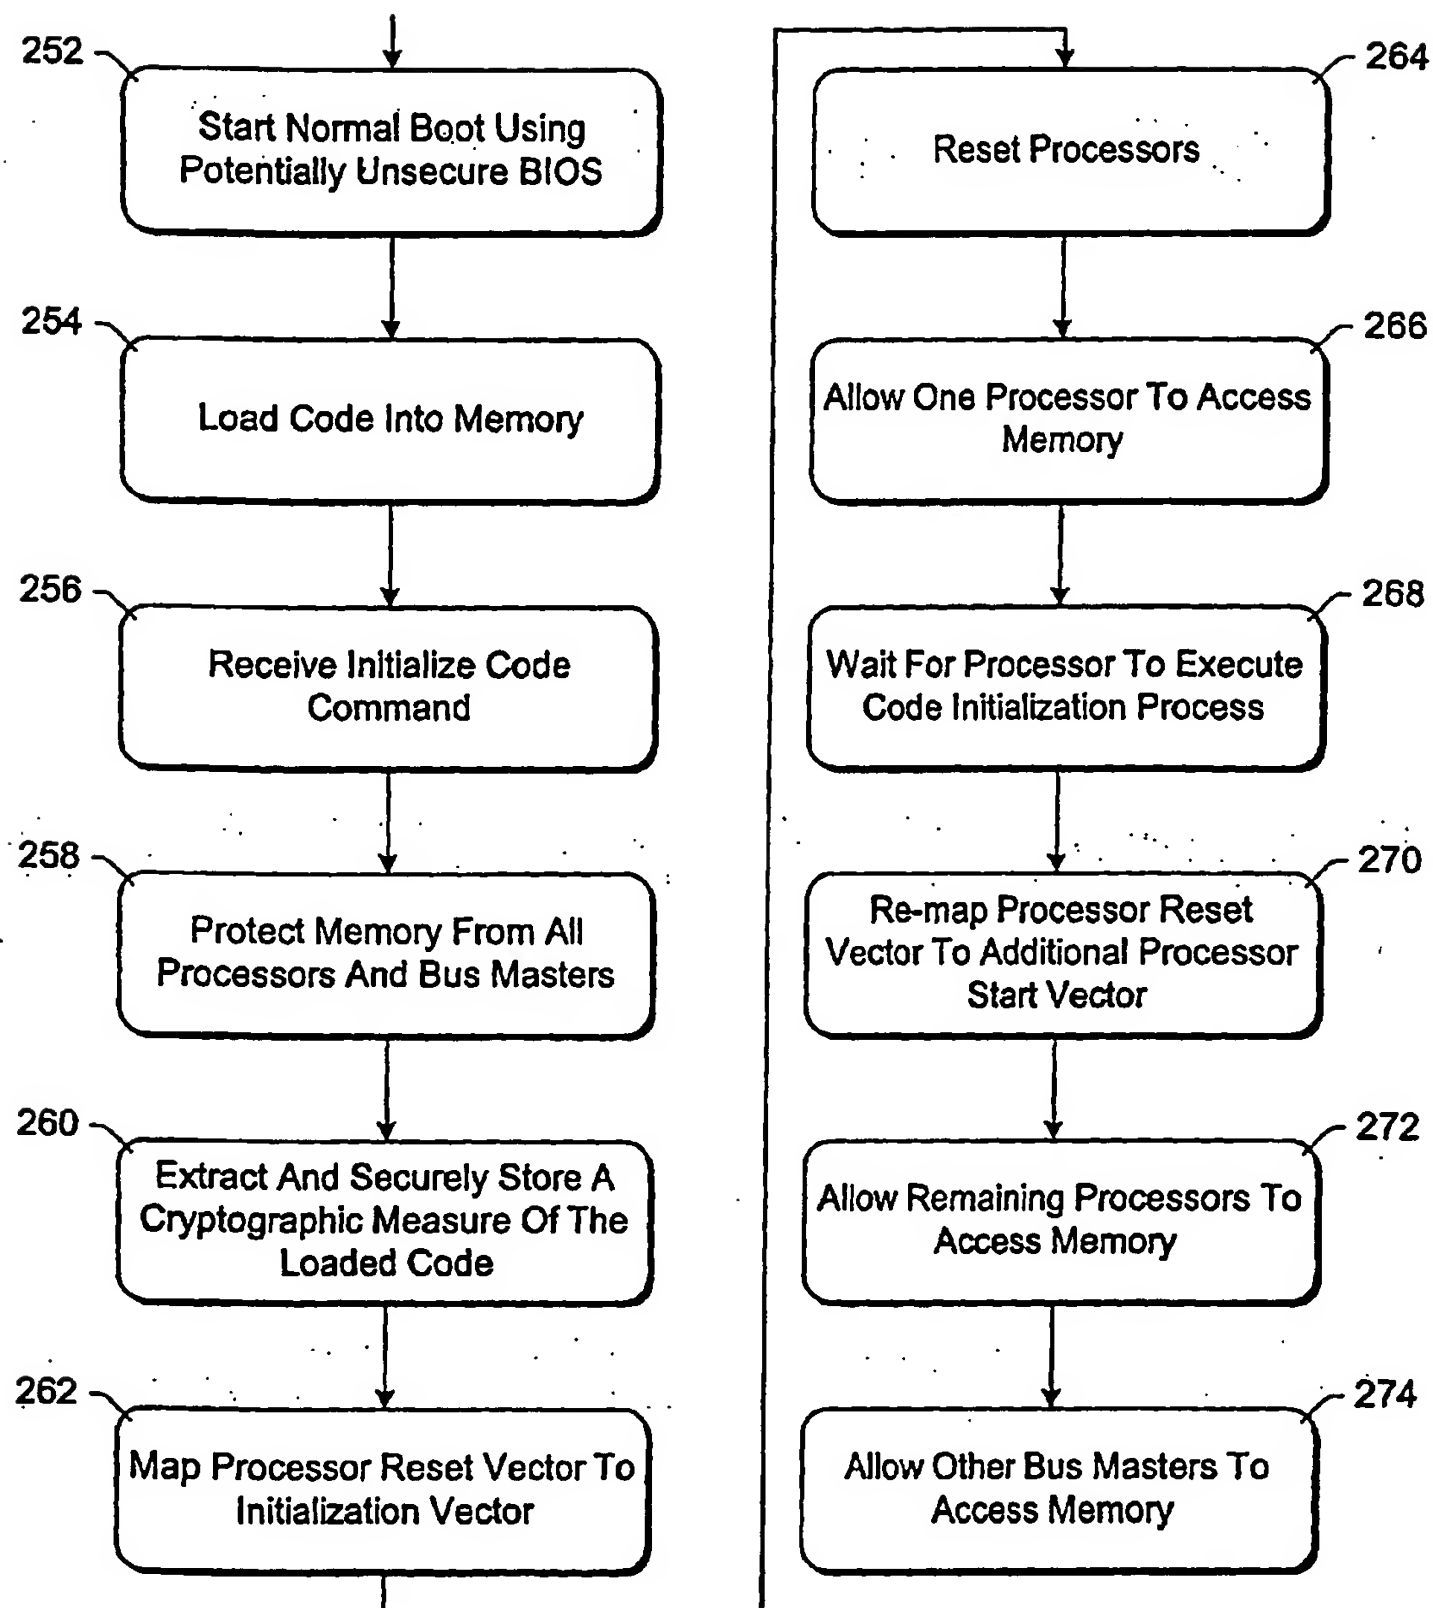 252
Start Normal Boot Using
Potentially Unsecure BIOS
254
Load Code Into Memory
256
Receive Initialize Code
Command
258
Protect Memory From All
Processors And Bus Masters
260
Extract And Securely Store A
Cryptographic Measure Of The
Loaded Code
262
Map Processor Reset Vector To
Initialization Vector
264
Reset Processors
266
Allow One Processor To Access
Memory
268
Wait For Processor To Execute
Code Initialization Process
270
Re-map Processor Reset
Vector To Additional Processor
Start Vector
272
Allow Remaining Processors To
Access Memory
274
Allow Other Bus Masters To
Access Memory